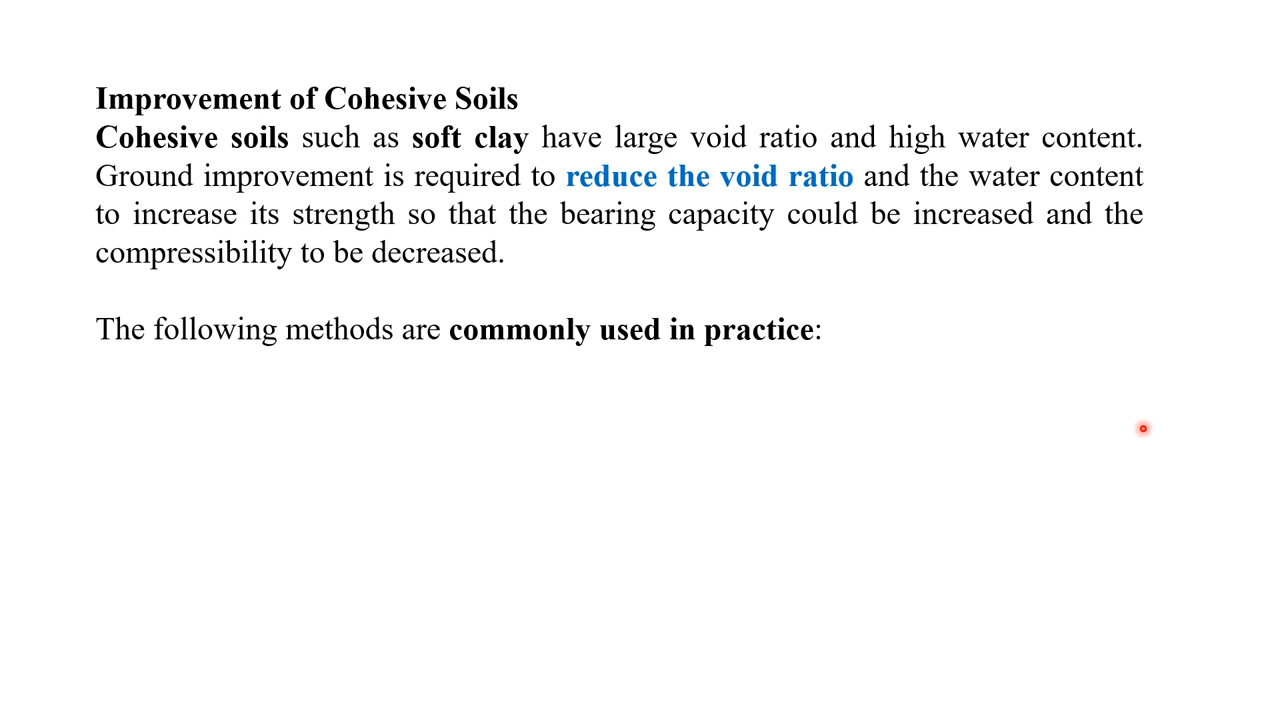 Improvement of Cohesive Soils
Cohesive soils such as soft clay have large void ratio and high water content.
Ground improvement is required to reduce the void ratio and the water content
to increase its strength so that the bearing capacity could be increased and the
compressibility to be decreased.
The following methods are commonly used in practice: